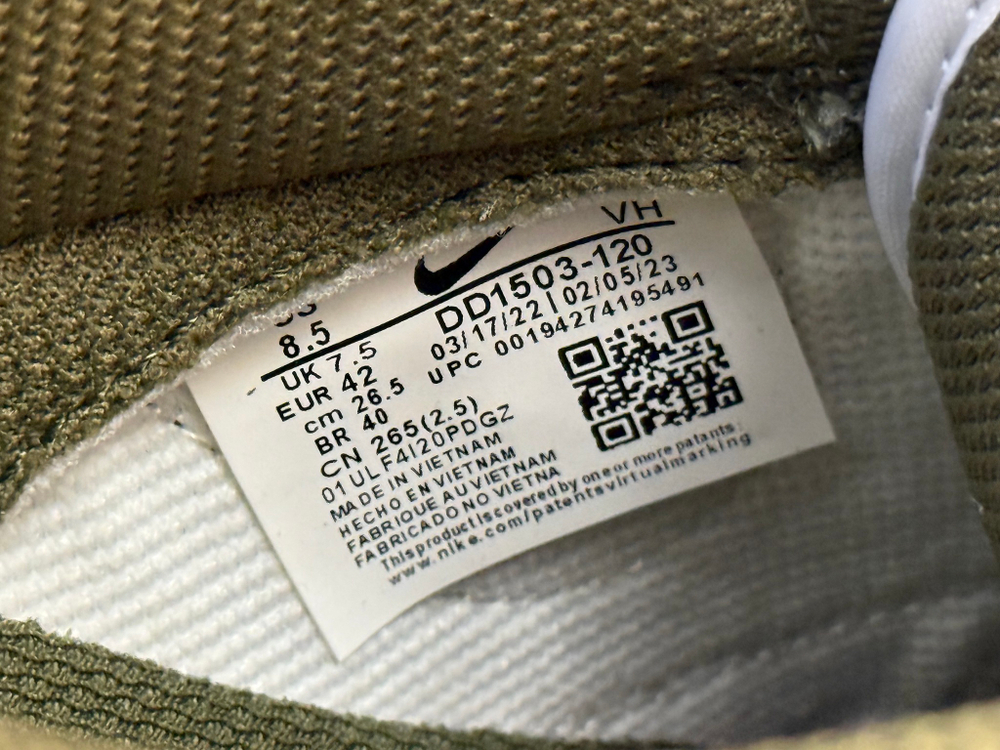 VH
8.5
DD1503-120
UK 7.5
03/17/22 | 02/05/23
EUR 42
UPC 00194274195491
cm 26.5
BR 40
CN 265(2.5)
01 ULF4I20PDGZ
MADE IN VIETNAM
HECHO EN VIETNAM
FABRIQUE AU VIETNAM
FABRICADO NO VIETNA
This product is covered by one or more patents:
www.nike.com/patentsvirtualmarking